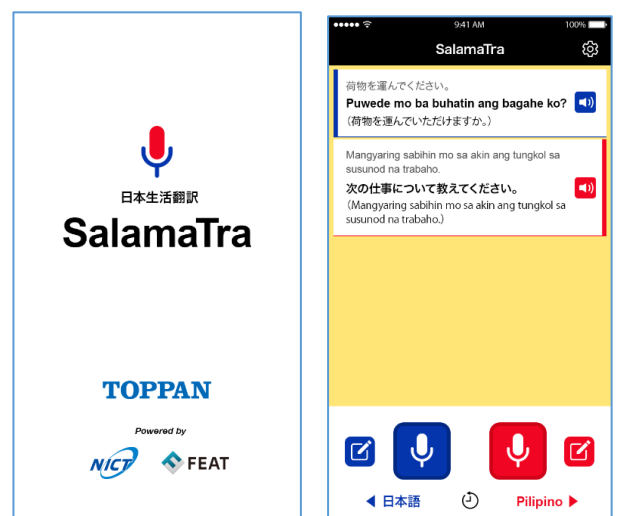 日本生活翻訳
SalamaTra
TOPPAN
Powered by
NICT
FEAT
9:41 AM
100%
SalamaTra
荷物を運んでください。
Puwede mo ba buhatin ang bagahe ko?
(荷物を運んでいただけますか。)
Mangyaring sabihin mo sa akin ang tungkol sa
susunod na trabaho.
次の仕事について教えてください。
(Mangyaring sabihin mo sa akin ang tungkol sa
susunod na trabaho.)
日本語
Pilipino